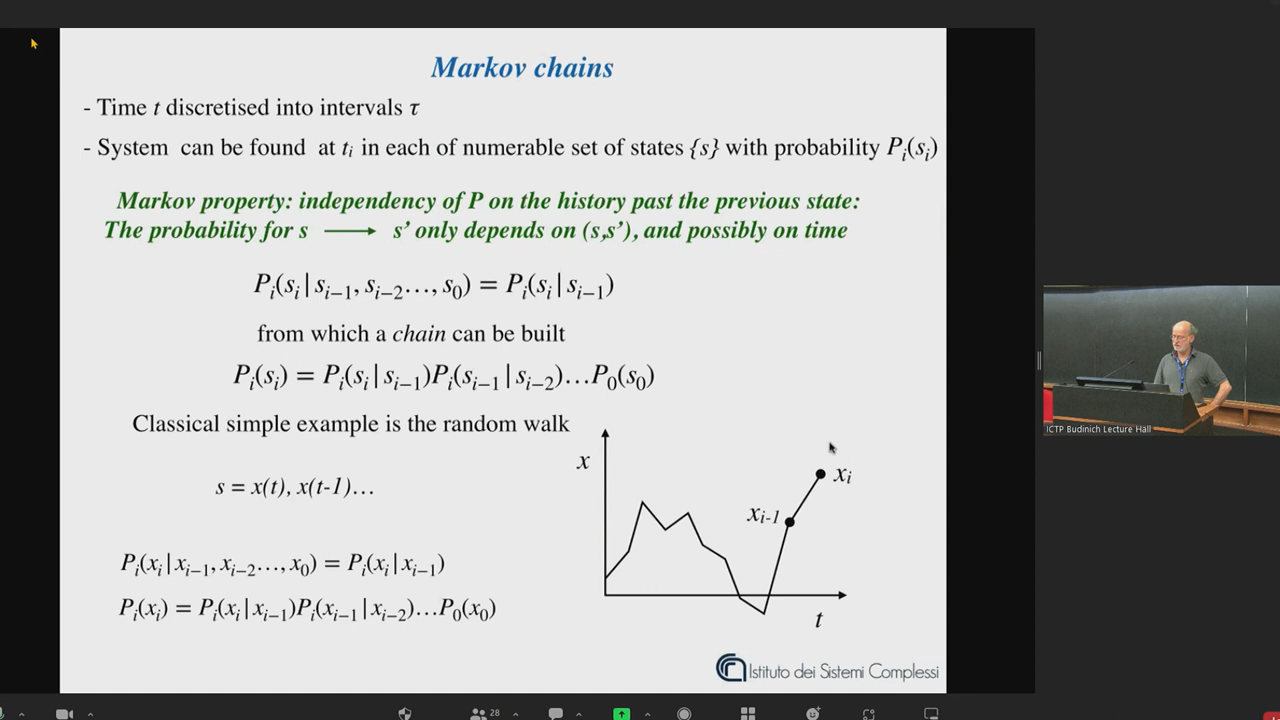 Markov chains
- Time t discretised into intervals τ
- System can be found at tᵢ in each of numerable set of states {s} with probability Pᵢ(sᵢ)
Markov property: independency of P on the history past the previous state:
The probability for s ⟶ s’ only depends on (s,s’), and possibly on time
Pᵢ(sᵢ | sᵢ₋₁, sᵢ₋₂…, s₀) = Pᵢ(sᵢ | sᵢ₋₁)
from which a chain can be built
Pᵢ(sᵢ) = Pᵢ(sᵢ | sᵢ₋₁)Pᵢ(sᵢ₋₁ | sᵢ₋₂)…P₀(s₀)
Classical simple example is the random walk
x
xᵢ
s = x(t), x(t-1)…
xᵢ₋₁
Pᵢ(xᵢ | xᵢ₋₁, xᵢ₋₂…, x₀) = Pᵢ(xᵢ | xᵢ₋₁)
Pᵢ(xᵢ) = Pᵢ(xᵢ | xᵢ₋₁)Pᵢ(xᵢ₋₁ | xᵢ₋₂)…P₀(x₀)
t
Istituto dei Sistemi Complessi
ICTP Budinich Lecture Hall
28